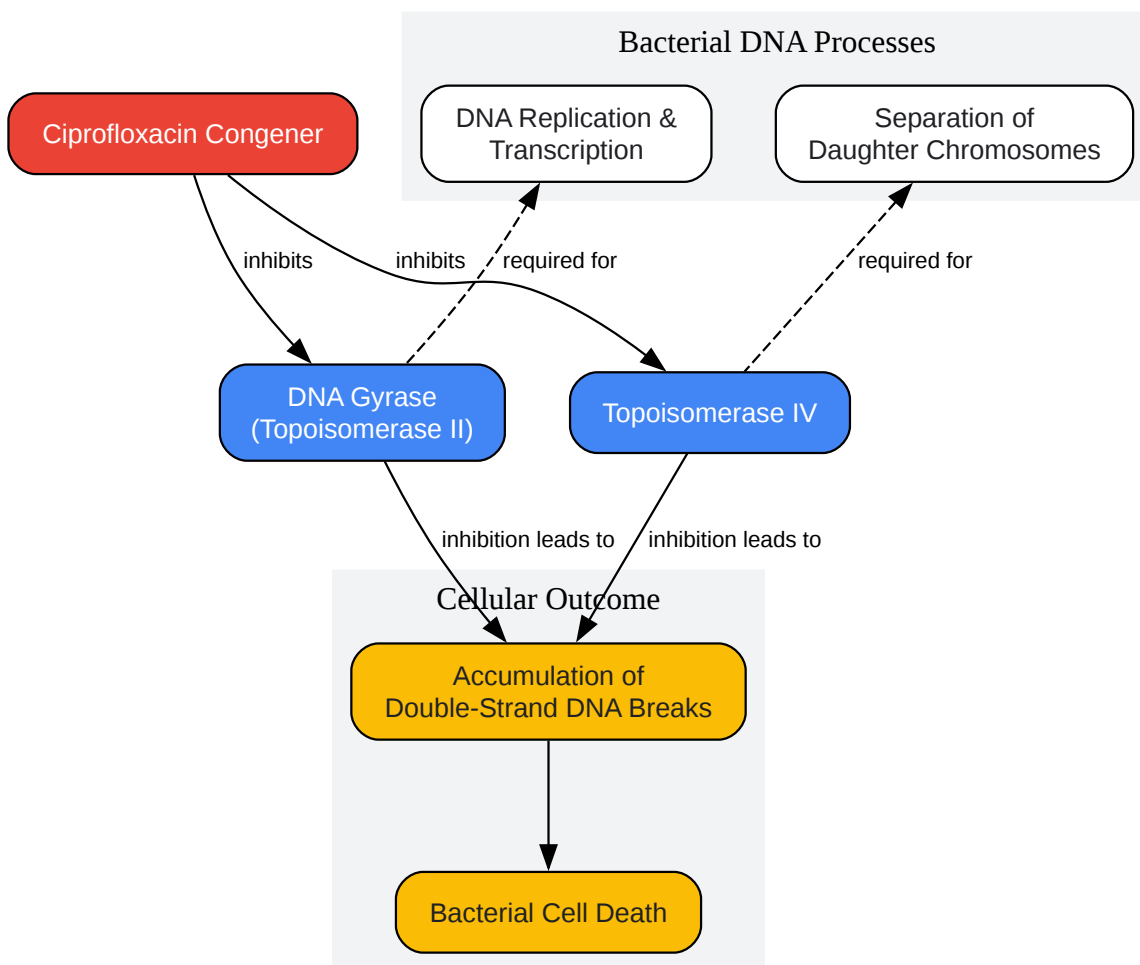 Bacterial DNA Processes
Ciprofloxacin Congener
DNA Replication &
Transcription
Separation of
Daughter Chromosomes
inhibits
inhibits
required for
required for
DNA Gyrase
(Topoisomerase II)
Topoisomerase IV
inhibition leads to
inhibition leads to
Cellular Outcome
Accumulation of
Double-Strand DNA Breaks
Bacterial Cell Death